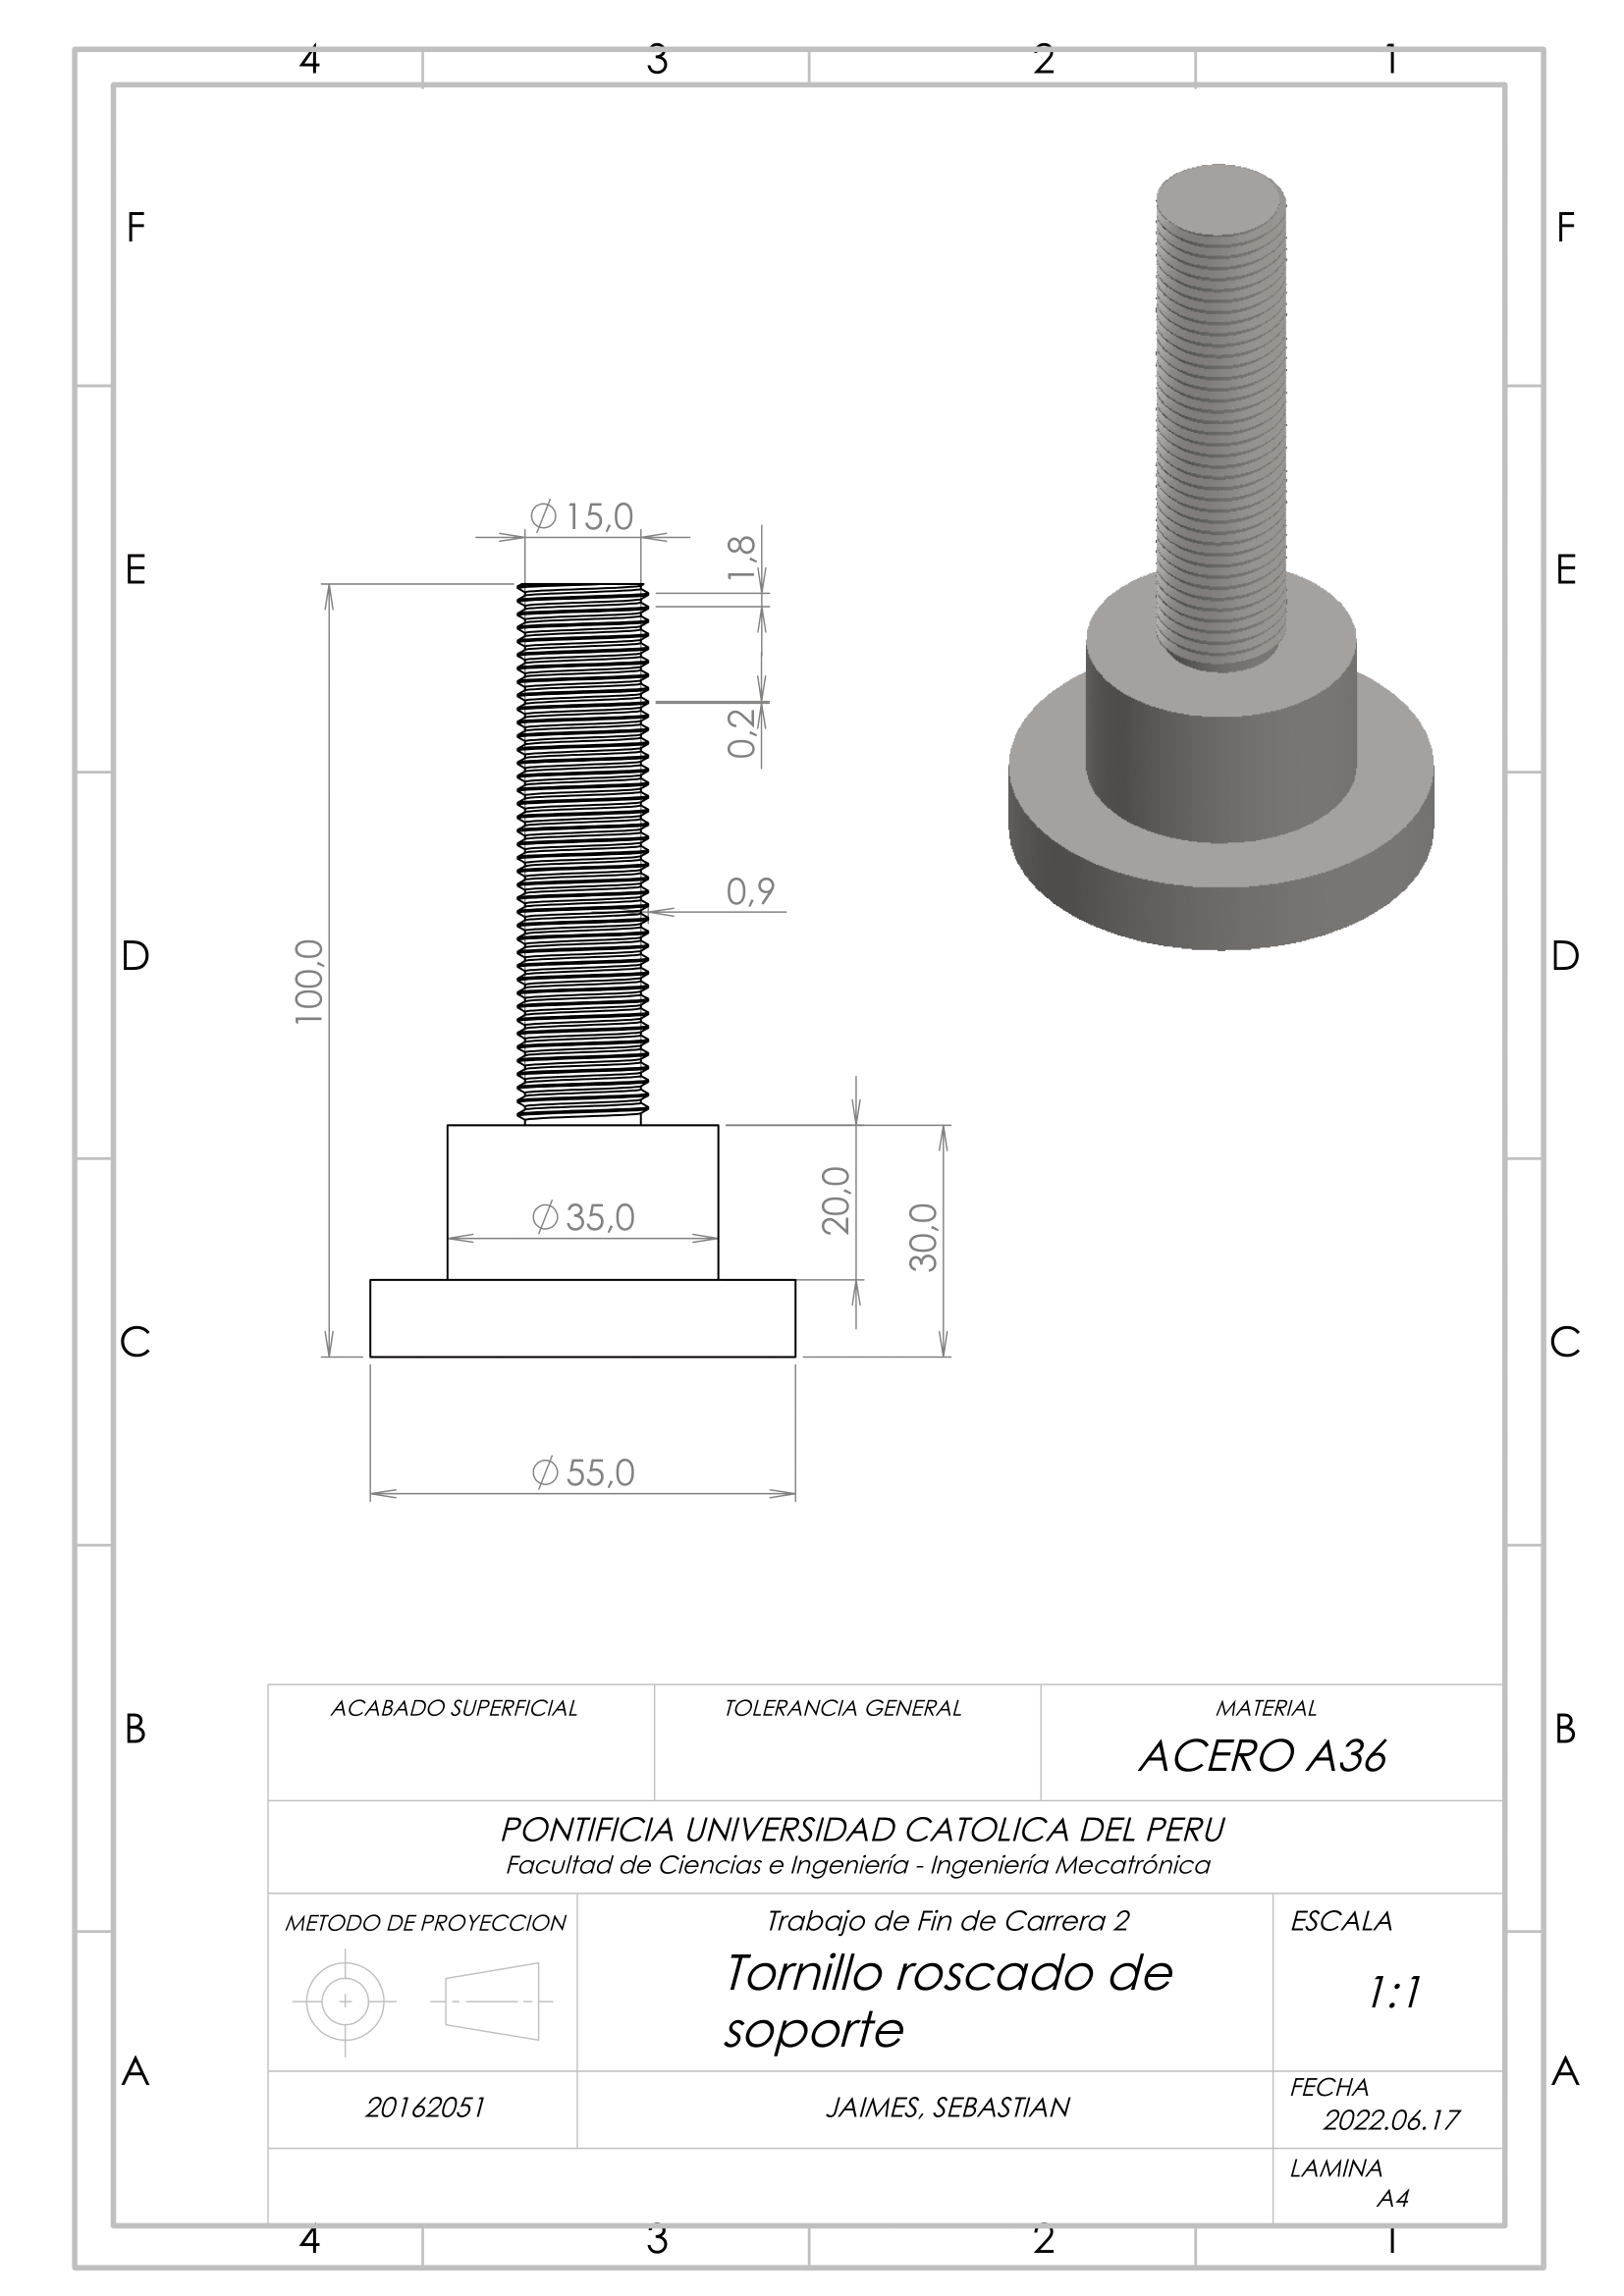 4 3 2 1
F F
Ø 15,0
1,8
E E
0,2
0,9
100,0
D D
20,0
30,0
Ø 35,0
C C
Ø 55,0
ACABADO SUPERFICIAL
TOLERANCIA GENERAL
MATERIAL
ACERO A36
B B
PONTIFICIA UNIVERSIDAD CATOLICA DEL PERU
Facultad de Ciencias e Ingeniería - Ingeniería Mecatrónica
METODO DE PROYECCION
Trabajo de Fin de Carrera 2
Tornillo roscado de
soporte
ESCALA
1:1
A A
20162051
JAIMES, SEBASTIAN
FECHA
2022.06.17
LAMINA
A4
4 3 2 1